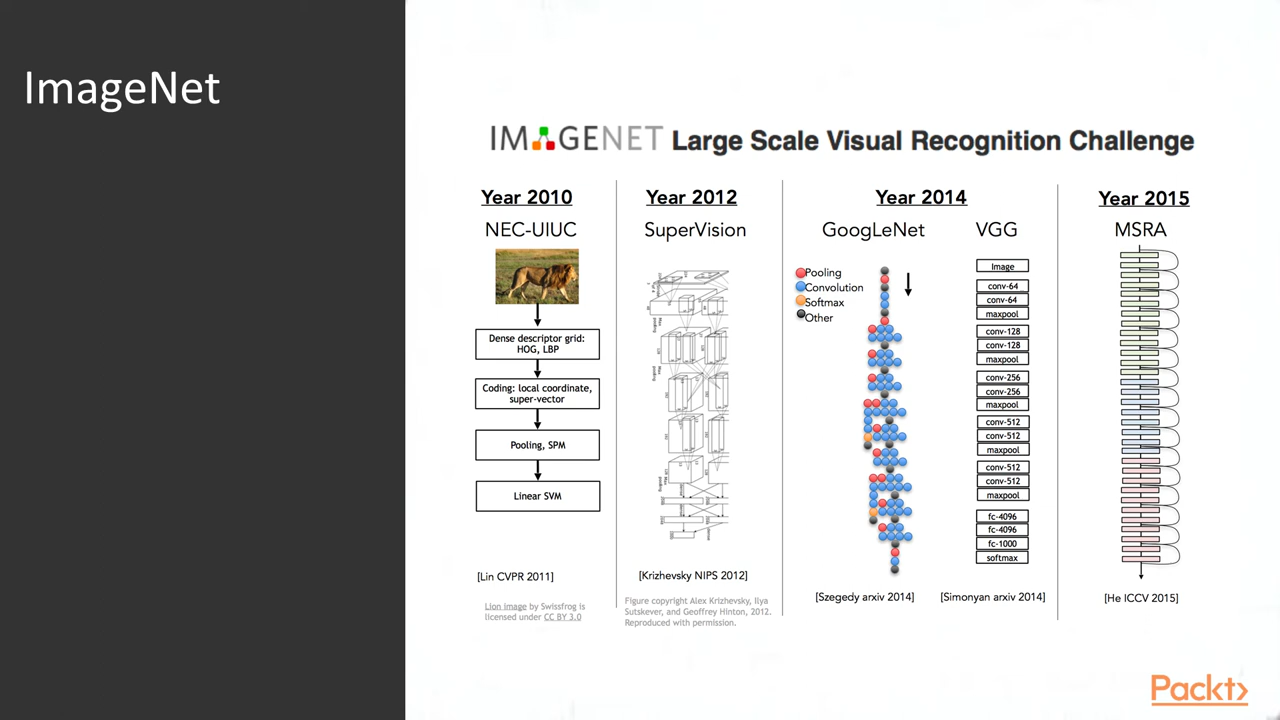 ImageNet
IMAGENET Large Scale Visual Recognition Challenge
Year 2010
NEC-UIUC
Dense descriptor grid:
HOG, LBP
Coding: local coordinate,
super-vector
Pooling, SPM
Linear SVM
[Lin CVPR 2011]
Lion image by Swissfrog is
licensed under CC BY 3.0
Year 2012
SuperVision
[Krizhevsky NIPS 2012]
Figure copyright Alex Krizhevsky, Ilya
Sutskever, and Geoffrey Hinton, 2012.
Reproduced with permission.
Year 2014
GoogLeNet
Pooling
Convolution
Softmax
Other
[Szegedy arxiv 2014]
VGG
Image
conv-64
conv-64
maxpool
conv-128
conv-128
maxpool
conv-256
conv-256
maxpool
conv-512
conv-512
maxpool
conv-512
conv-512
maxpool
fc-4096
fc-4096
fc-1000
softmax
[Simonyan arxiv 2014]
Year 2015
MSRA
[He ICCV 2015]
Packt>